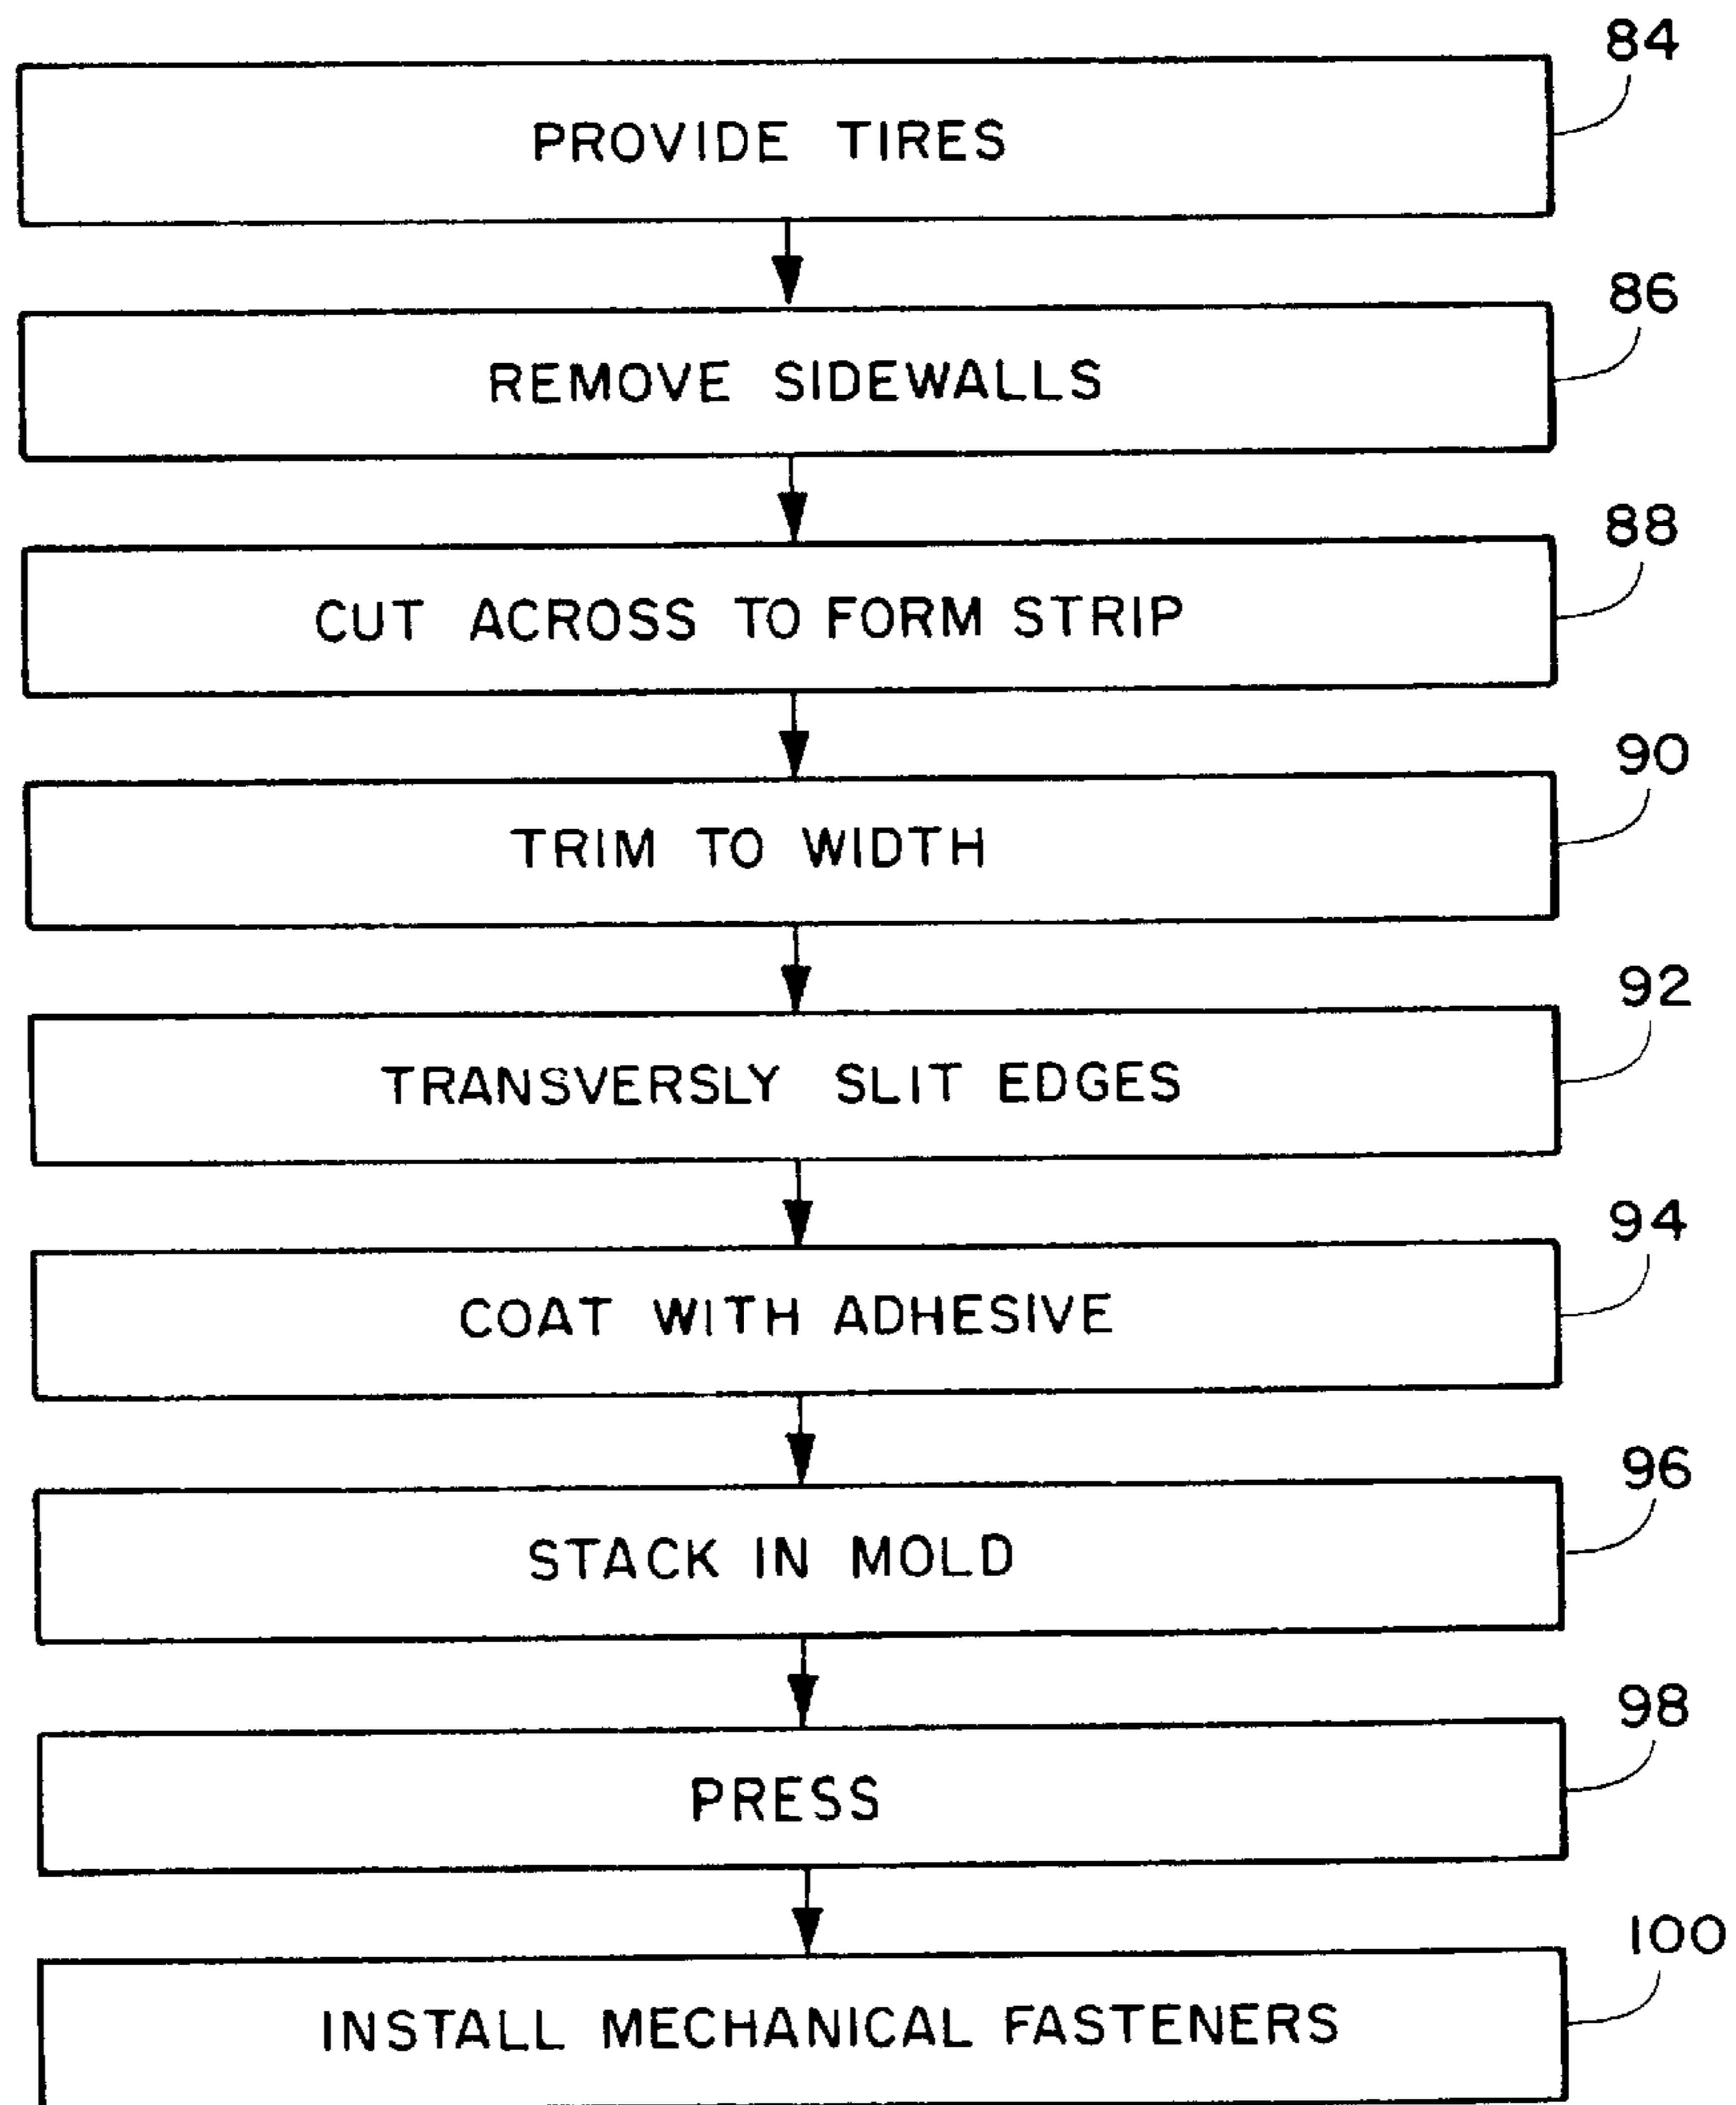 84
PROVIDE TIRES
86
REMOVE SIDEWALLS
88
CUT ACROSS TO FORM STRIP
90
TRIM TO WIDTH
92
TRANSVERSLY SLIT EDGES
94
COAT WITH ADHESIVE
96
STACK IN MOLD
98
PRESS
100
INSTALL MECHANICAL FASTENERS